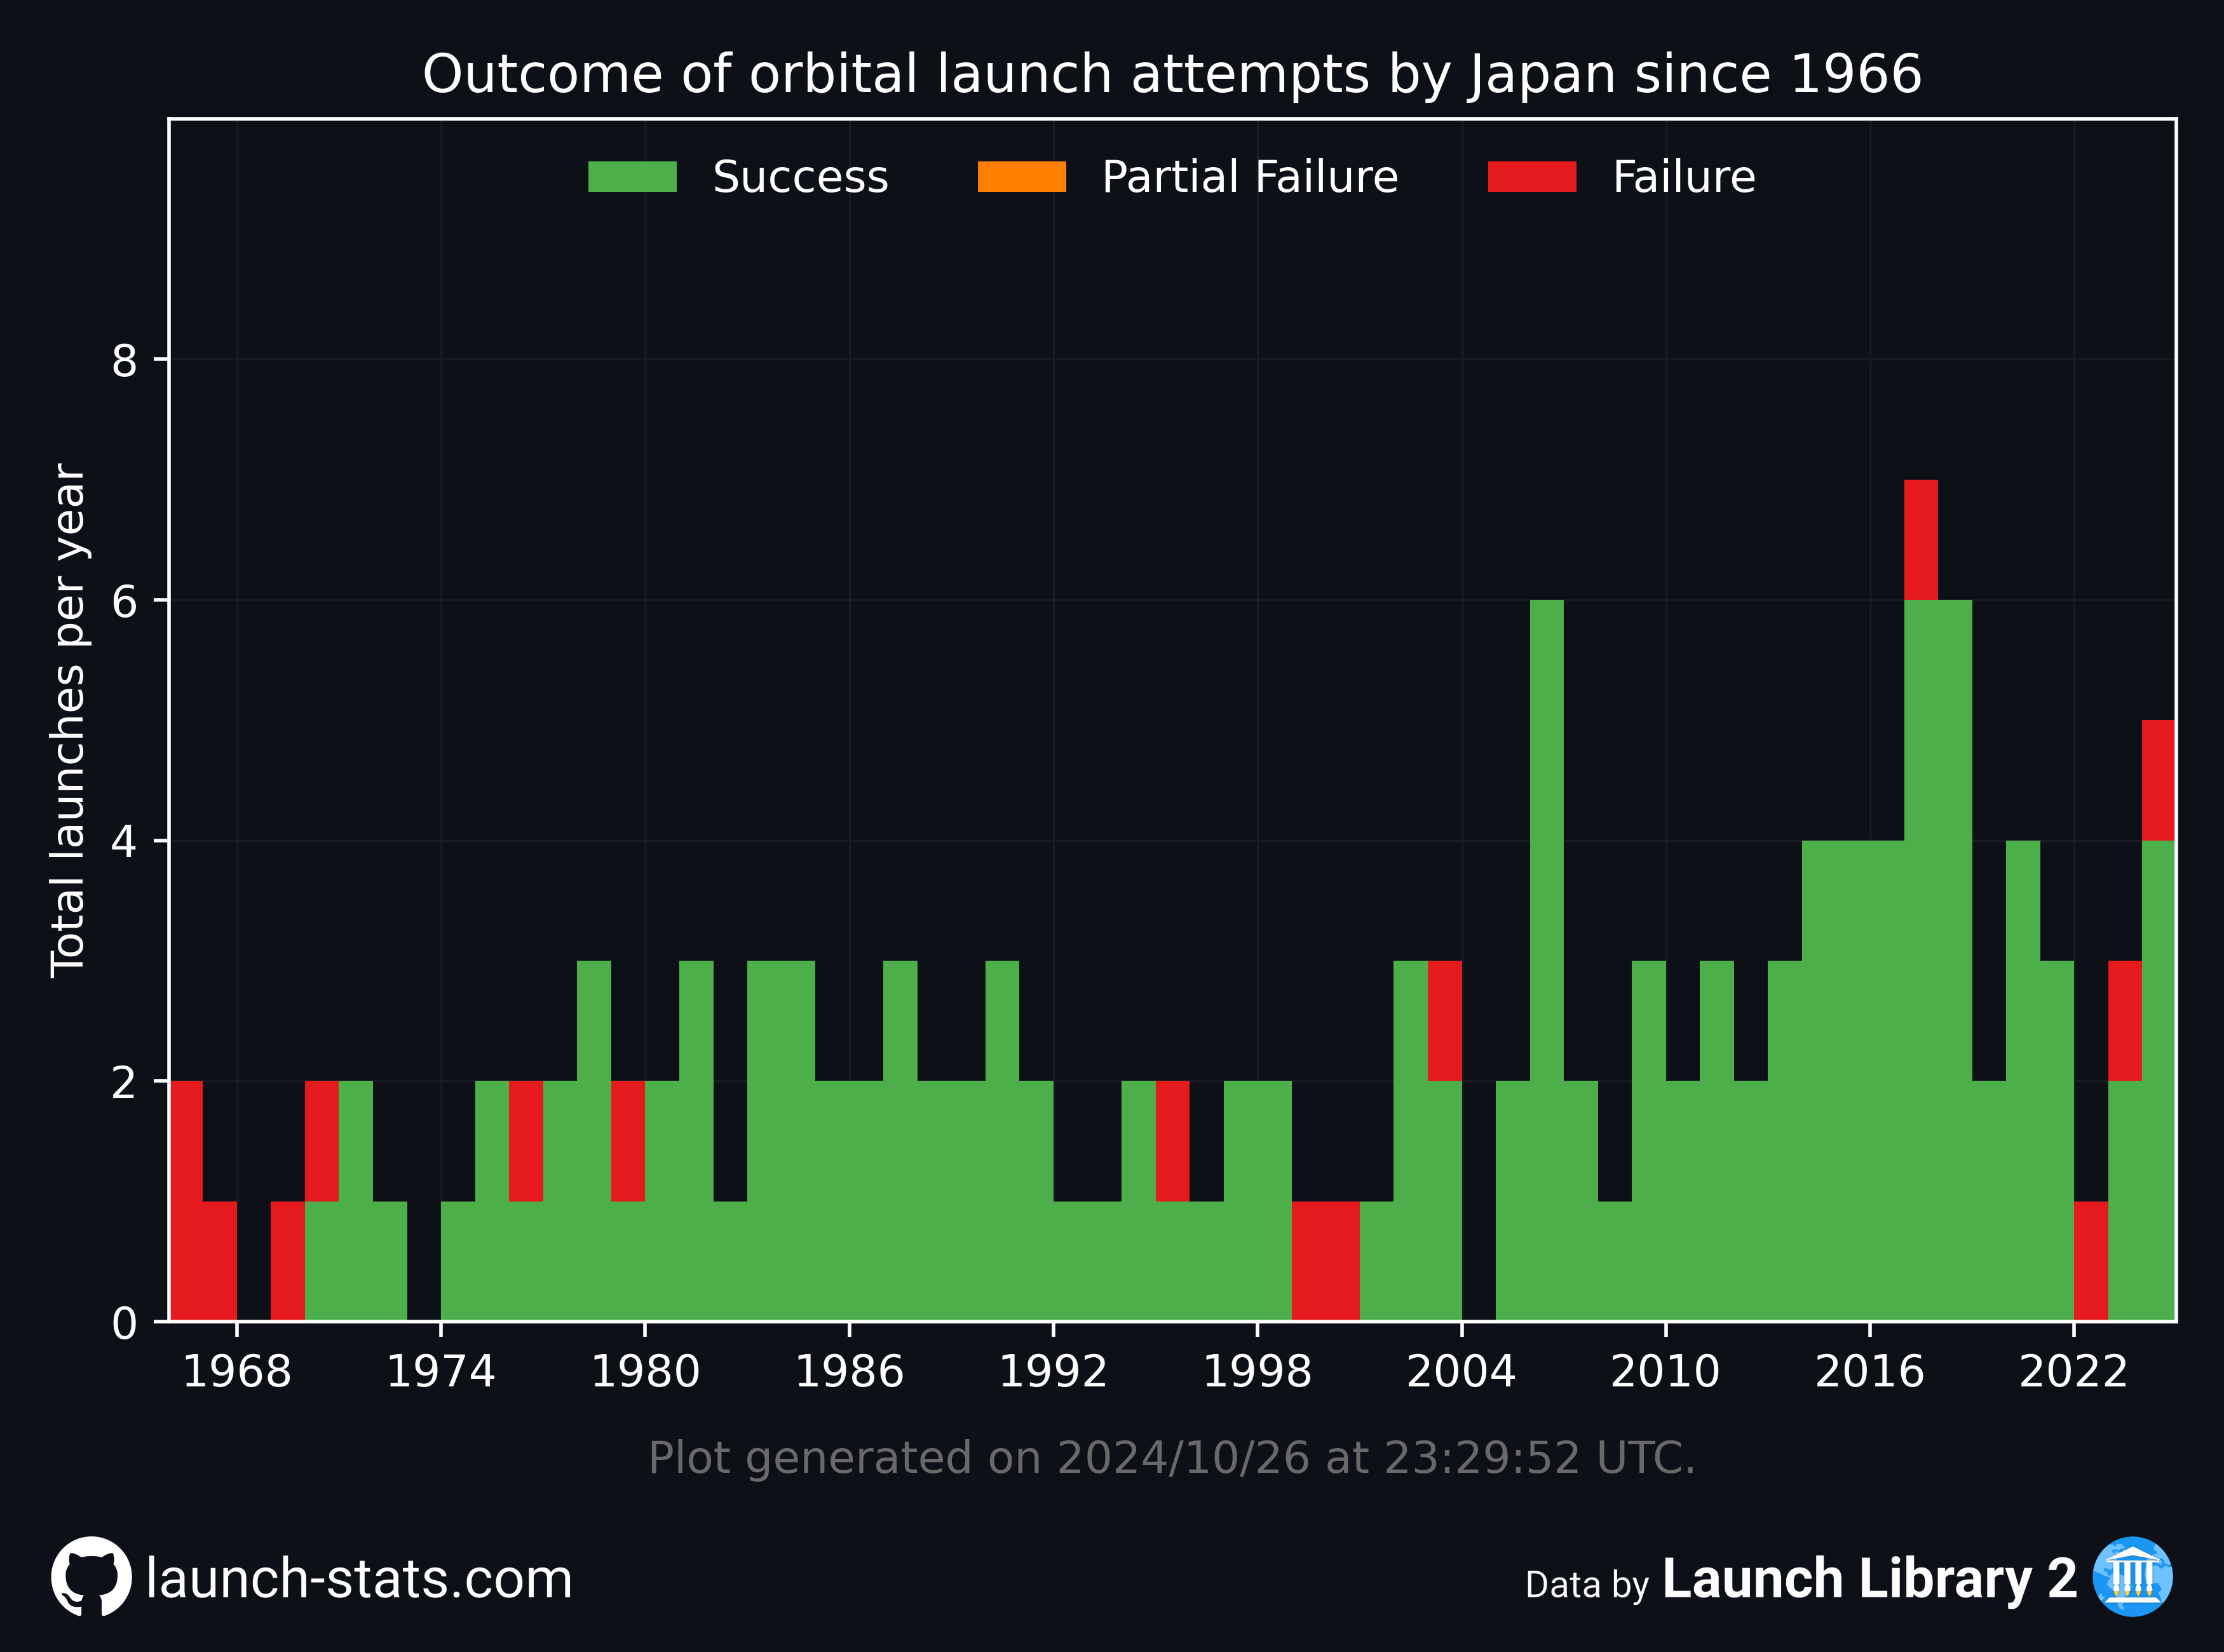 Outcome of orbital launch attempts by Japan since 1966
Success
Partial Failure
Failure
Total launches per year
8
6
4
2
0
1968
1974
1980
1986
1992
1998
2004
2010
2016
2022
Plot generated on 2024/10/26 at 23:29:52 UTC.
launch-stats.com
Data by Launch Library 2